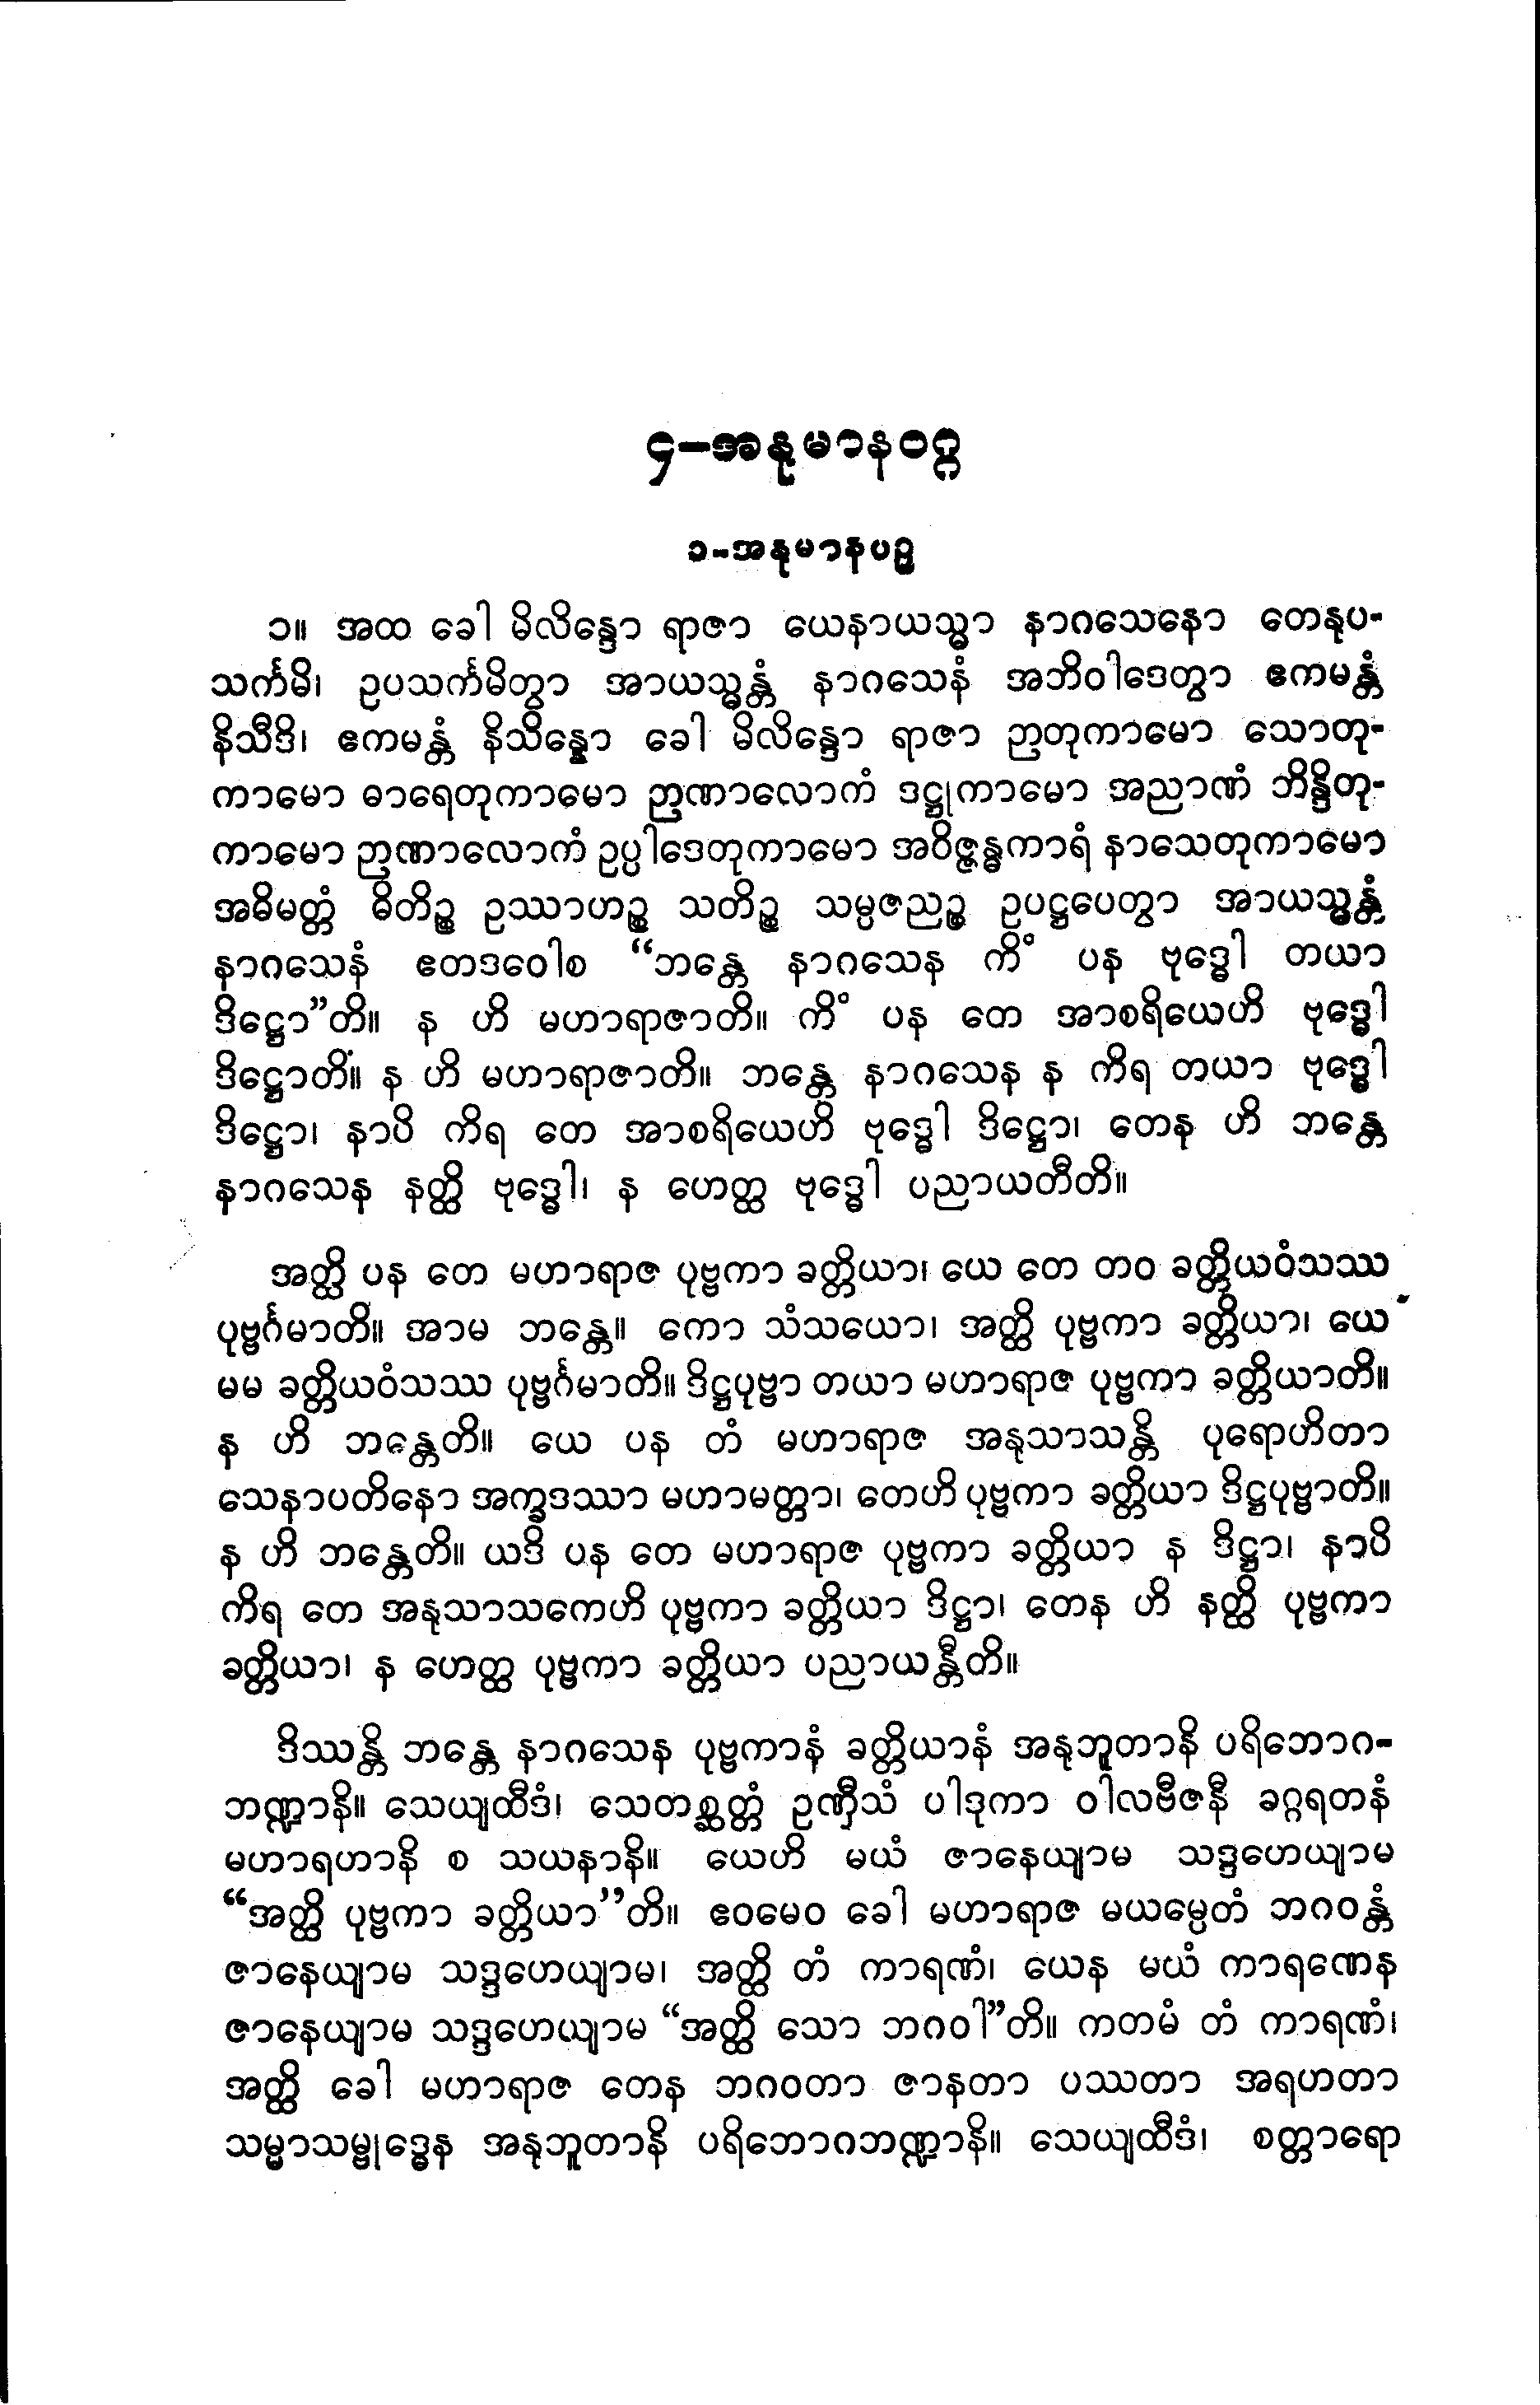 ၄-အနုမာနဝဂ္ဂ
၁-အနုမာနပဉှ
၁။ အထ ခေါ မိလိန္ဒော ရာဇာ ယေနာယသ္မာ နာဂသေနော တေနုပ-
သင်္ကမိ၊ ဥပသင်္ကမိတွာ အာယသ္မန္တံ နာဂသေနံ အဘိဝါဒေတွာ ဧကမန္တံ
နိသီဒိ၊ ဧကမန္တံ နိသိန္နော ခေါ မိလိန္ဒော ရာဇာ ဉာတုကာမော သောတု-
ကာမော ဓာရေတုကာမော ဉာဏာလောကံ ဒဋ္ဌုကာမော အညာဏံ ဘိန္ဒိတု-
ကာမော ဉာဏာလောကံ ဥပ္ပါဒေတုကာမော အဝိဇ္ဇန္ဓကာရံ နာသေတုကာမော
အဓိမတ္တံ ဓိတိဉ္စ ဥဿာဟဉ္စ သတိဉ္စ သမ္ပဇညဉ္စ ဥပဋ္ဌပေတွာ အာယသ္မန္တံ
နာဂသေနံ ဧတဒဝေါစ “ဘန္တေ နာဂသေန ကိံ ပန ဗုဒ္ဓေါ တယာ
ဒိဋ္ဌော”တိ။ န ဟိ မဟာရာဇာတိ။ ကိံ ပန တေ အာစရိယေဟိ ဗုဒ္ဓေါ
ဒိဋ္ဌောတိ။ န ဟိ မဟာရာဇာတိ။ ဘန္တေ နာဂသေန န ကိရ တယာ ဗုဒ္ဓေါ
ဒိဋ္ဌော၊ နာပိ ကိရ တေ အာစရိယေဟိ ဗုဒ္ဓေါ ဒိဋ္ဌော၊ တေန ဟိ ဘန္တေ
နာဂသေန နတ္ထိ ဗုဒ္ဓေါ၊ န ဟေတ္ထ ဗုဒ္ဓေါ ပညာယတီတိ။
အတ္ထိ ပန တေ မဟာရာဇ ပုဗ္ဗကာ ခတ္တိယာ၊ ယေ တေ တဝ ခတ္တိယဝံသဿ
ပုဗ္ဗင်္ဂမာတိ။ အာမ ဘန္တေ။ ကော သံသယော၊ အတ္ထိ ပုဗ္ဗကာ ခတ္တိယာ၊ ယေ
မမ ခတ္တိယဝံသဿ ပုဗ္ဗင်္ဂမာတိ။ ဒိဋ္ဌပုဗ္ဗာ တယာ မဟာရာဇ ပုဗ္ဗကာ ခတ္တိယာတိ။
န ဟိ ဘန္တေတိ။ ယေ ပန တံ မဟာရာဇ အနုသာသန္တိ ပုရောဟိတာ
သေနာပတိနော အက္ခဒဿာ မဟာမတ္တာ၊ တေဟိ ပုဗ္ဗကာ ခတ္တိယာ ဒိဋ္ဌပုဗ္ဗာတိ။
န ဟိ ဘန္တေတိ။ ယဒိ ပန တေ မဟာရာဇ ပုဗ္ဗကာ ခတ္တိယာ န ဒိဋ္ဌာ၊ နာပိ
ကိရ တေ အနုသာသကေဟိ ပုဗ္ဗကာ ခတ္တိယာ ဒိဋ္ဌာ၊ တေန ဟိ နတ္ထိ ပုဗ္ဗကာ
ခတ္တိယာ၊ န ဟေတ္ထ ပုဗ္ဗကာ ခတ္တိယာ ပညာယန္တီတိ။
ဒိဿန္တိ ဘန္တေ နာဂသေန ပုဗ္ဗကာနံ ခတ္တိယာနံ အနုဘူတာနိ ပရိဘောဂ-
ဘဏ္ဍာနိ။ သေယျထိဒံ၊ သေတစ္ဆတ္တံ ဥဏှီသံ ပါဒုကာ ဝါလဗီဇနီ ခဂ္ဂရတနံ
မဟာရဟာနိ စ သယနာနိ။ ယေဟိ မယံ ဇာနေယျာမ သဒ္ဒဟေယျာမ
“အတ္ထိ ပုဗ္ဗကာ ခတ္တိယာ”တိ။ ဧဝမေဝ ခေါ မဟာရာဇ မယမ္ပေတံ ဘဂဝန္တံ
ဇာနေယျာမ သဒ္ဒဟေယျာမ၊ အတ္ထိ တံ ကာရဏံ၊ ယေန မယံ ကာရဏေန
ဇာနေယျာမ သဒ္ဒဟေယျာမ “အတ္ထိ သော ဘဂဝါ”တိ။ ကတမံ တံ ကာရဏံ၊
အတ္ထိ ခေါ မဟာရာဇ တေန ဘဂဝတာ ဇာနတာ ပဿတာ အရဟတာ
သမ္မာသမ္ဗုဒ္ဓေန အနုဘူတာနိ ပရိဘောဂဘဏ္ဍာနိ။ သေယျထိဒံ၊ စတ္တာရော